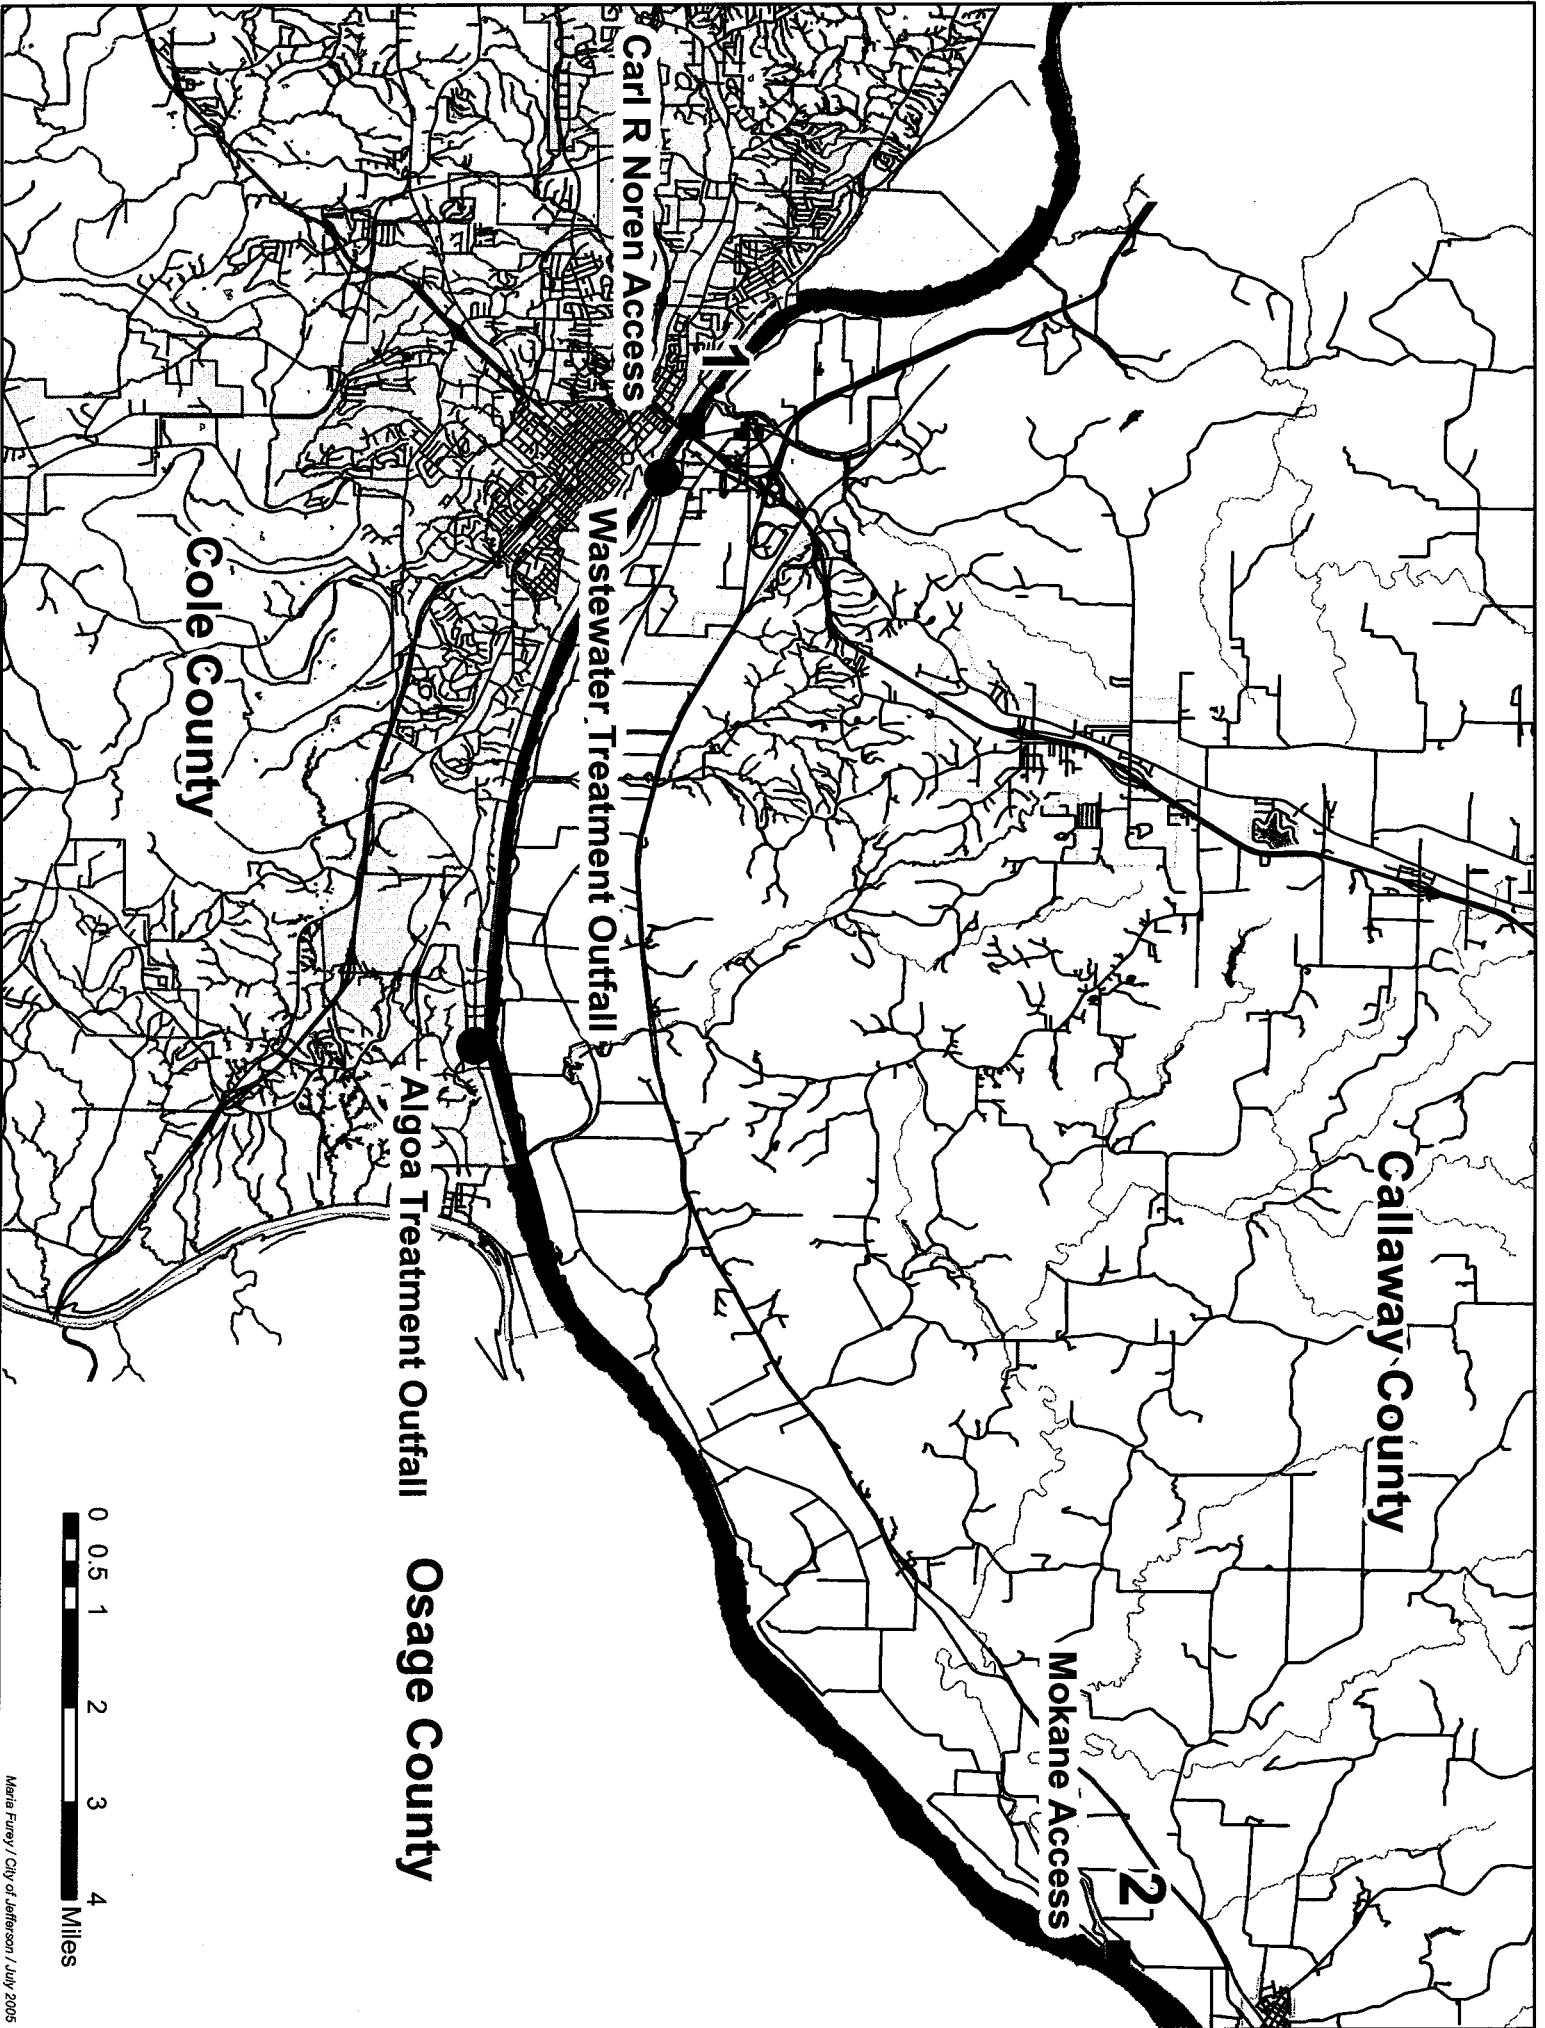 Callaway County
2
Mokane Access
1
Carl R Noren Access
Wastewater Treatment Outfall
Algoa Treatment Outfall
Osage County
Cole County
0 0.5 1 2 3 4
Miles
Maria Furey / City of Jefferson / July 2005